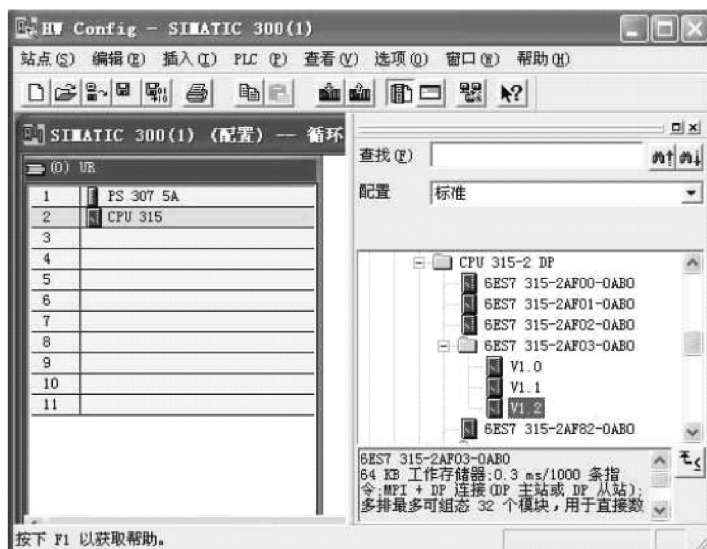 HW Config - SIMATIC 300(1)
站点(S) 编辑(E) 插入(I) PLC (P) 查看(V) 选项(O) 窗口(W) 帮助(H)
SIMATIC 300(1) (配置) -- 循环
(0) UR
1 PS 307 5A
2 CPU 315
3
4
5
6
7
8
9
10
11
查找(F)
配置 标准
CPU 315-2 DP
6ES7 315-2AF00-0AB0
6ES7 315-2AF01-0AB0
6ES7 315-2AF02-0AB0
6ES7 315-2AF03-0AB0
V1.0
V1.1
V1.2
6ES7 315-2AF82-0AB0
6ES7 315-2AF03-0AB0
64 KB 工作存储器;0.3 ms/1000 条指
令;MPI + DP 连接(DP 主站或 DP 从站);
多排最多可组态 32 个模块,用于直接数
按下 F1 以获取帮助。